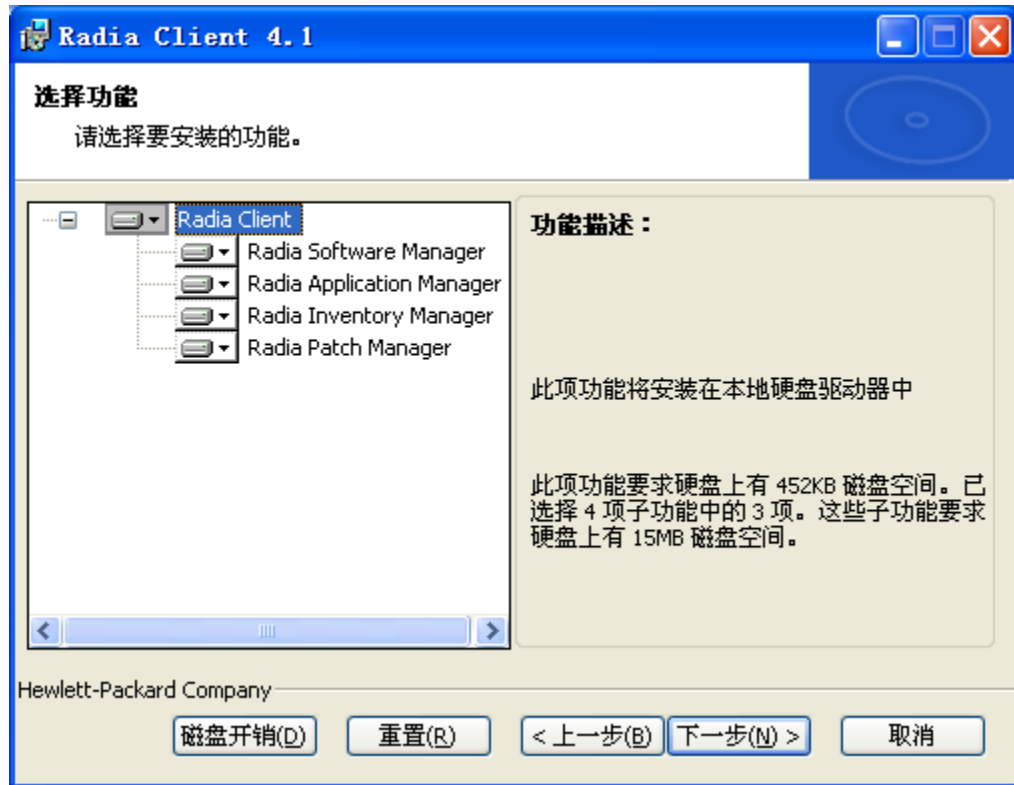 Radia Client 4.1
选择功能
请选择要安装的功能。
Radia Client
Radia Software Manager
Radia Application Manager
Radia Inventory Manager
Radia Patch Manager
功能描述：
此项功能将安装在本地硬盘驱动器中
此项功能要求硬盘上有 452KB 磁盘空间。已
选择 4 项子功能中的 3 项。这些子功能要求
硬盘上有 15MB 磁盘空间。
Hewlett-Packard Company
磁盘开销(D)
重置(R)
< 上一步(B)
下一步(N) >
取消